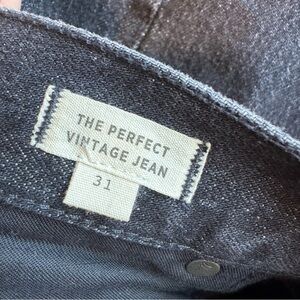 THE PERFECT
VINTAGE JEAN
31